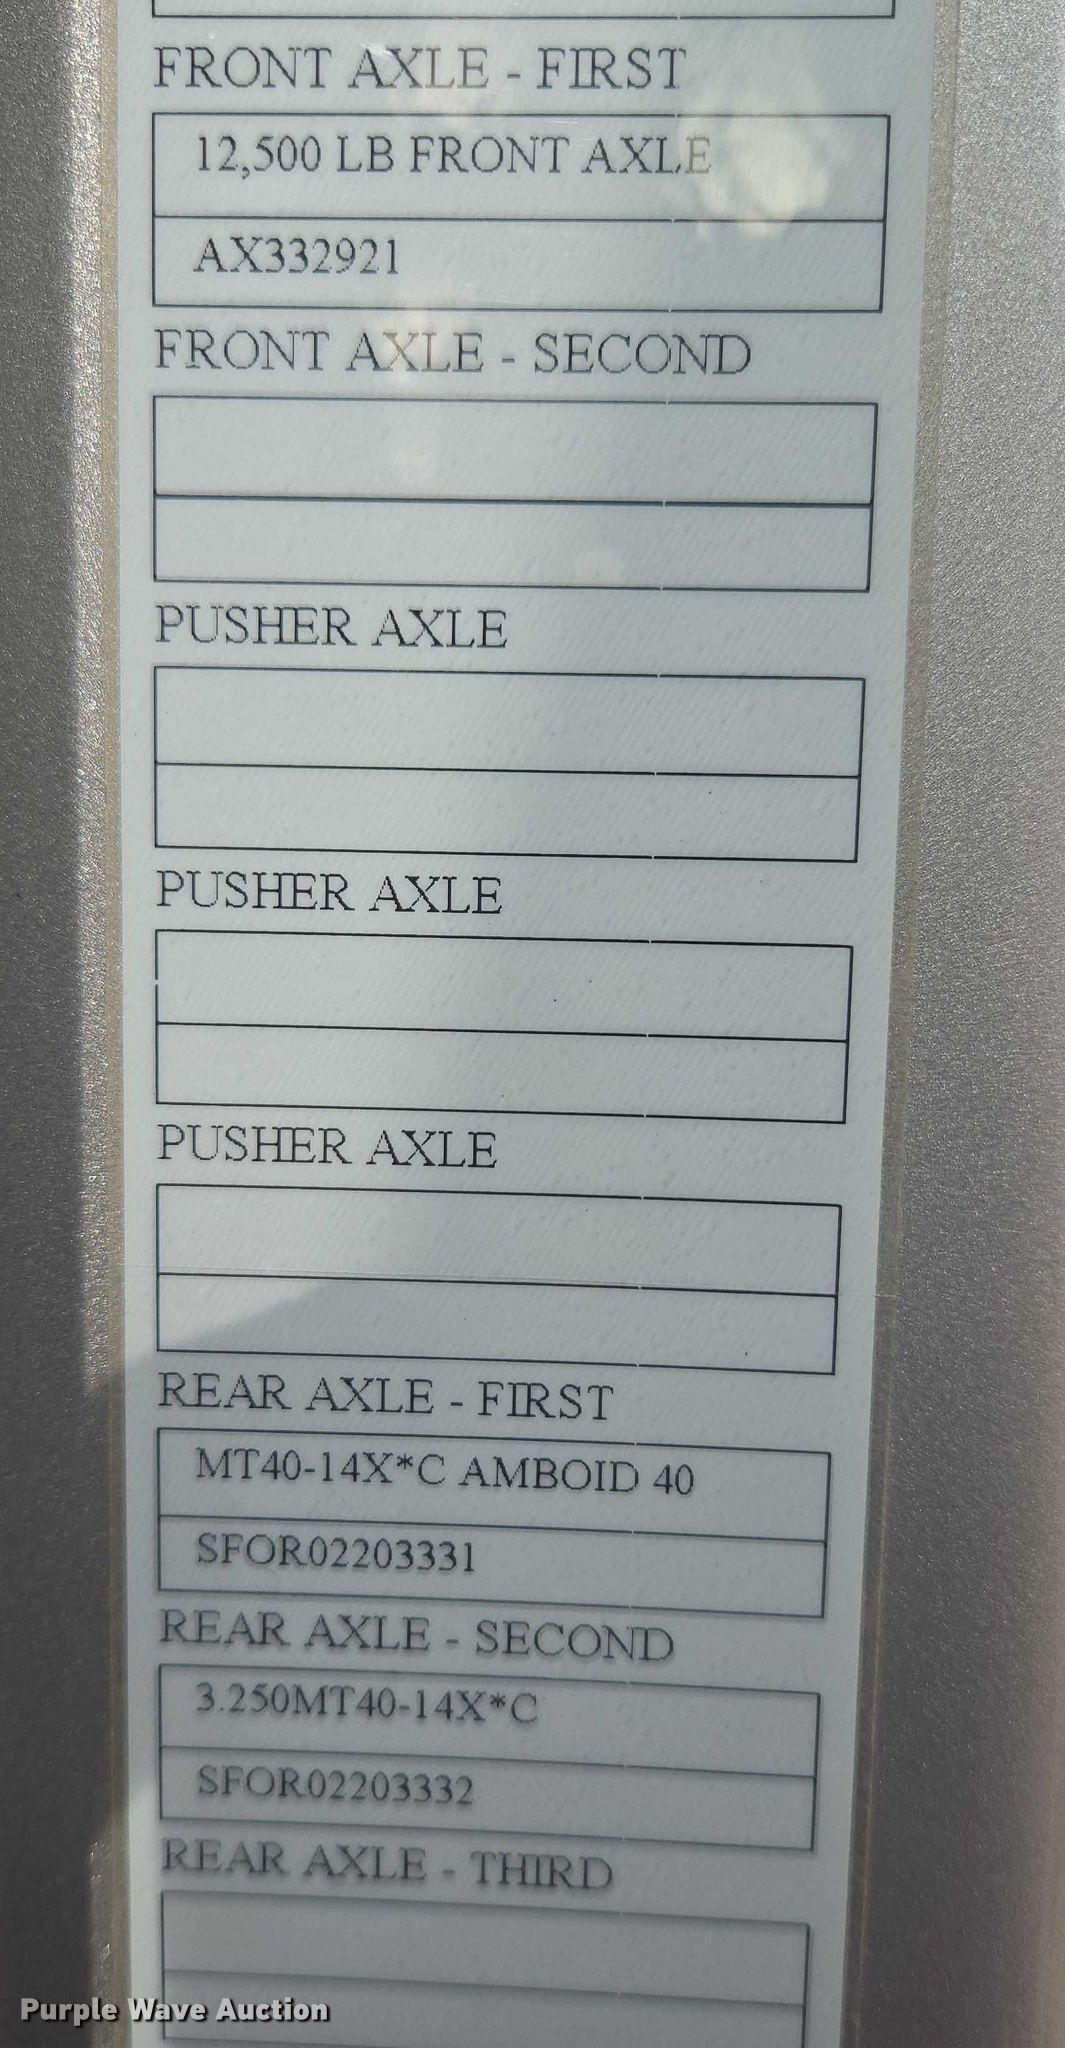 FRONT AXLE - FIRST
12,500 LB FRONT AXLE
AX332921
FRONT AXLE - SECOND
PUSHER AXLE
PUSHER AXLE
PUSHER AXLE
REAR AXLE - FIRST
MT40-14X*C AMBOID 40
SFOR02203331
REAR AXLE - SECOND
3.250MT40-14X*C
SFOR02203332
REAR AXLE - THIRD
Purple Wave Auction